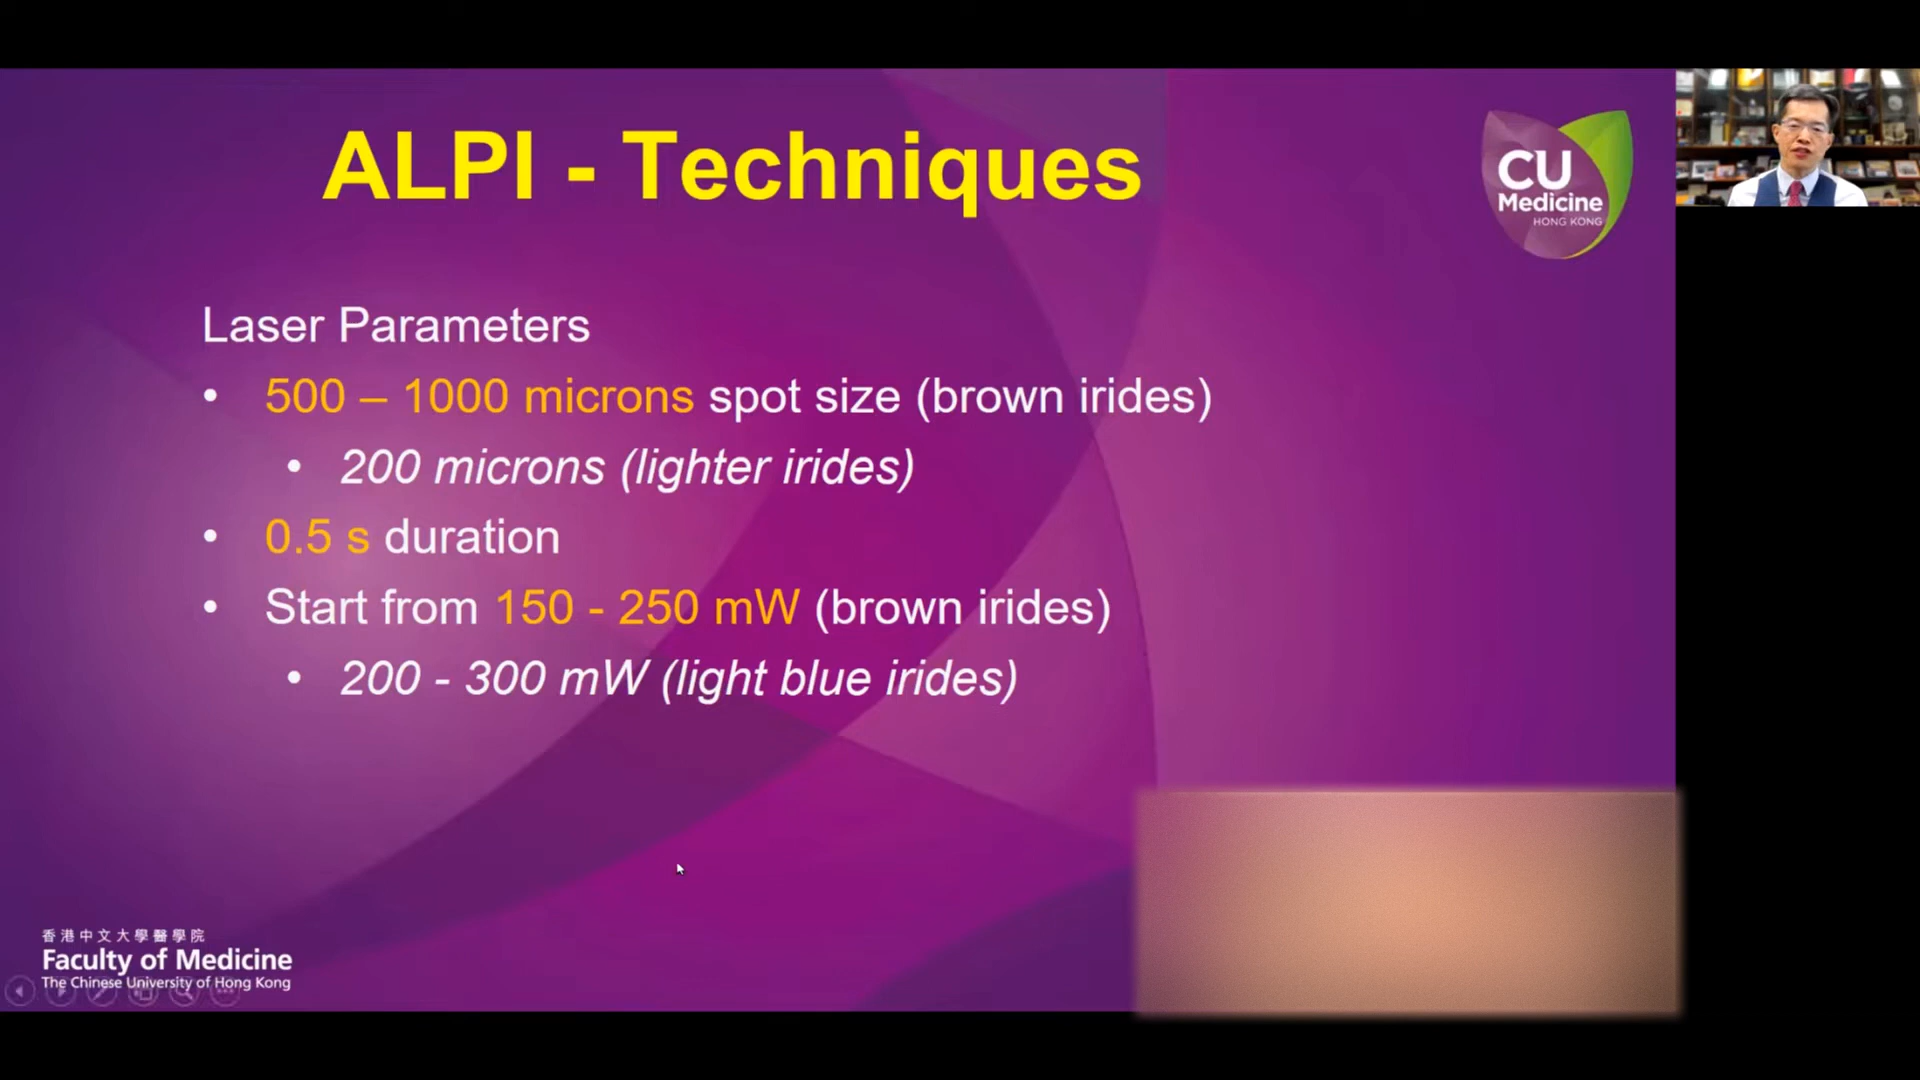 ALPI - Techniques
CU
Medicine
HONG KONG
Laser Parameters
• 500 – 1000 microns spot size (brown irides)
• 200 microns (lighter irides)
• 0.5 s duration
• Start from 150 - 250 mW (brown irides)
• 200 - 300 mW (light blue irides)
香港中文大學醫學院
Faculty of Medicine
The Chinese University of Hong Kong